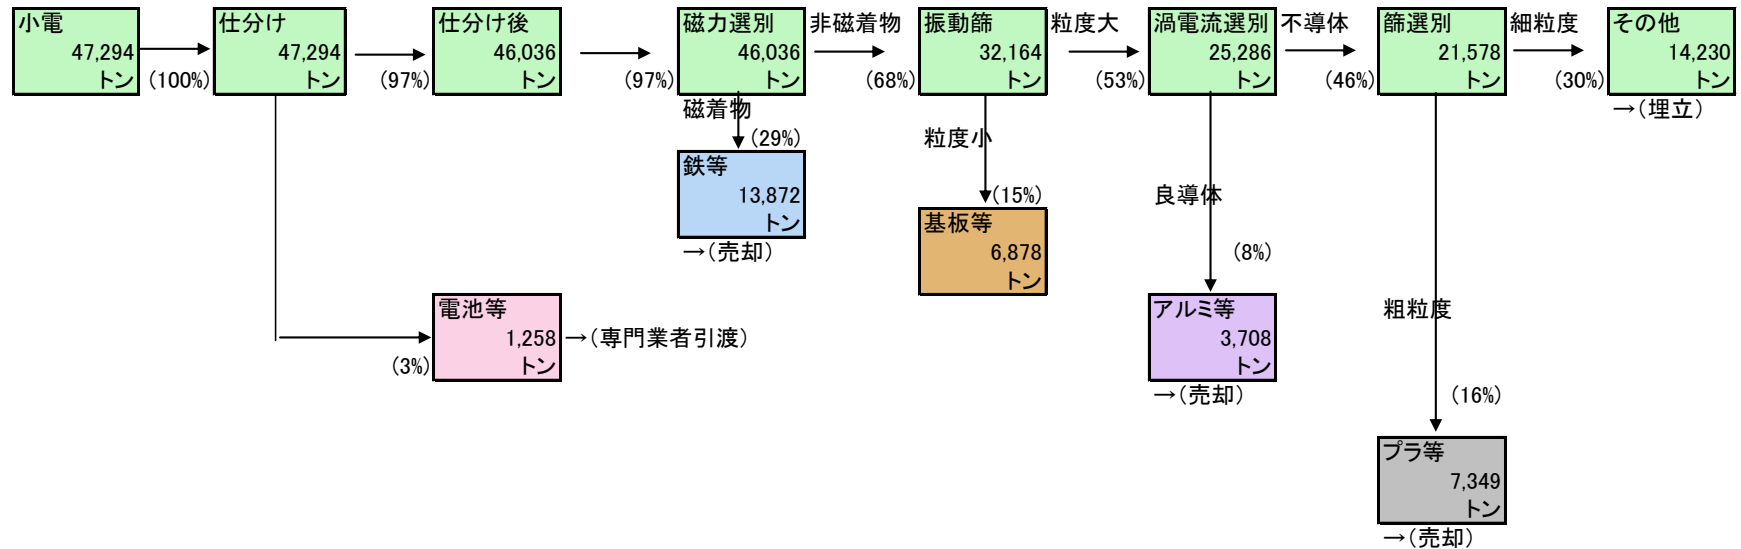 小電
47,294
トン
(100%)
仕分け
47,294
トン
(97%)
仕分け後
46,036
トン
(97%)
磁力選別
46,036
トン
非磁着物
(68%)
振動篩
32,164
トン
粒度大
(53%)
渦電流選別
25,286
トン
不導体
(46%)
篩選別
21,578
トン
細粒度
(30%)
その他
14,230
トン
→(埋立)
磁着物
(29%)
鉄等
13,872
トン
→(売却)
粒度小
(15%)
基板等
6,878
トン
良導体
(8%)
アルミ等
3,708
トン
→(売却)
粗粒度
(16%)
プラ等
7,349
トン
→(売却)
(3%)
電池等
1,258
トン
→(専門業者引渡)